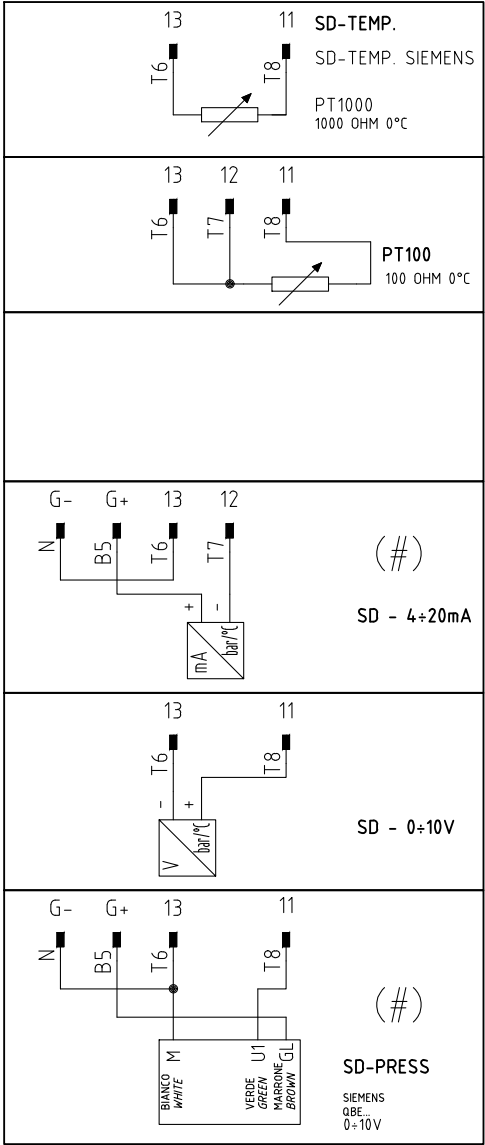 13 11 SD-TEMP.
T6 T8 SD-TEMP. SIEMENS
PT1000
1000 OHM 0°C
13 12 11
T6 T7 T8
PT100
100 OHM 0°C
G- G+ 13 12
N B5 T6 T7
(#)
+ -
SD - 4÷20mA
mA bar/°C
13 11
T6 T8
- +
SD - 0÷10V
V bar/°C
G- G+ 13 11
N B5 T6 T8
(#)
M U1 GL
BIANCO
WHITE
VERDE
GREEN
MARRONE
BROWN
SD-PRESS
SIEMENS
QBE...
0÷10V